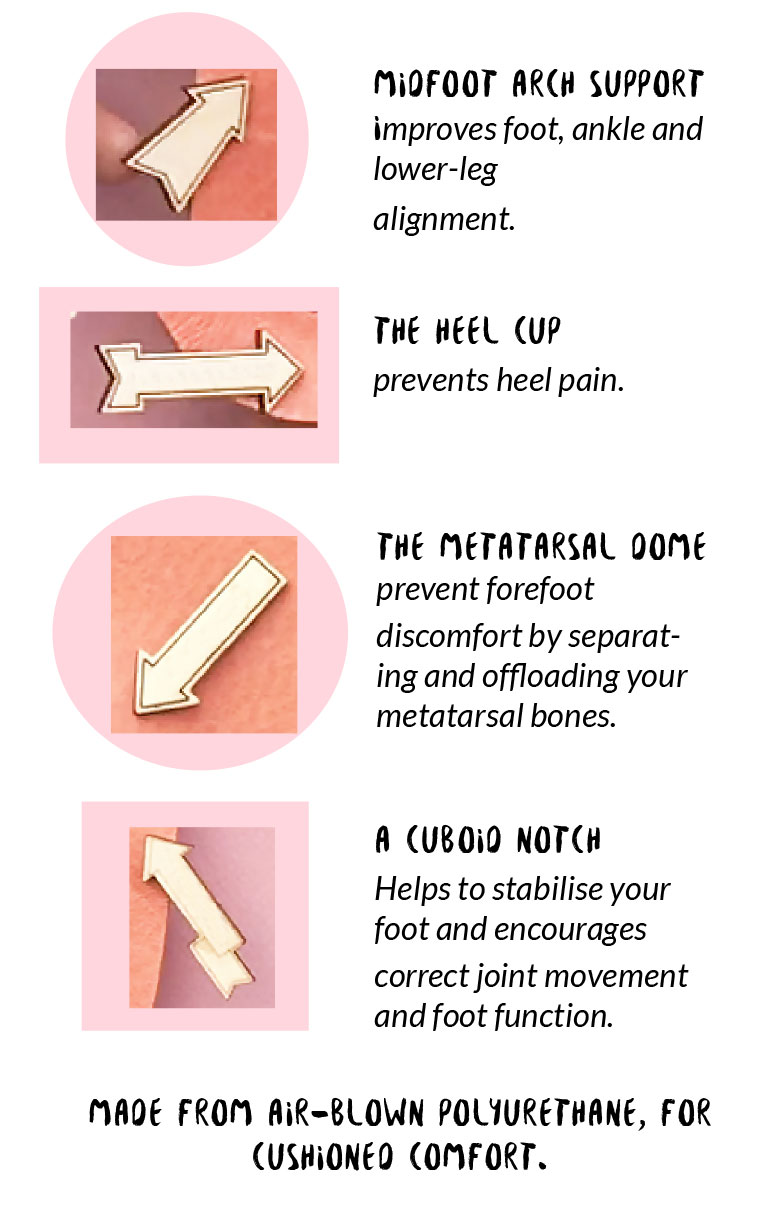 MiDFOOT ARCH SUPPORT
improves foot, ankle and
lower-leg
alignment.
THE HEEL CUP
prevents heel pain.
THE METATARSAL DOME
prevent forefoot
discomfort by separat-
ing and offloading your
metatarsal bones.
A CUBOiD NOTCH
Helps to stabilise your
foot and encourages
correct joint movement
and foot function.
MADE FROM AiR-BLOWN POLYURETHANE, FOR
CUSHiONED COMFORT.